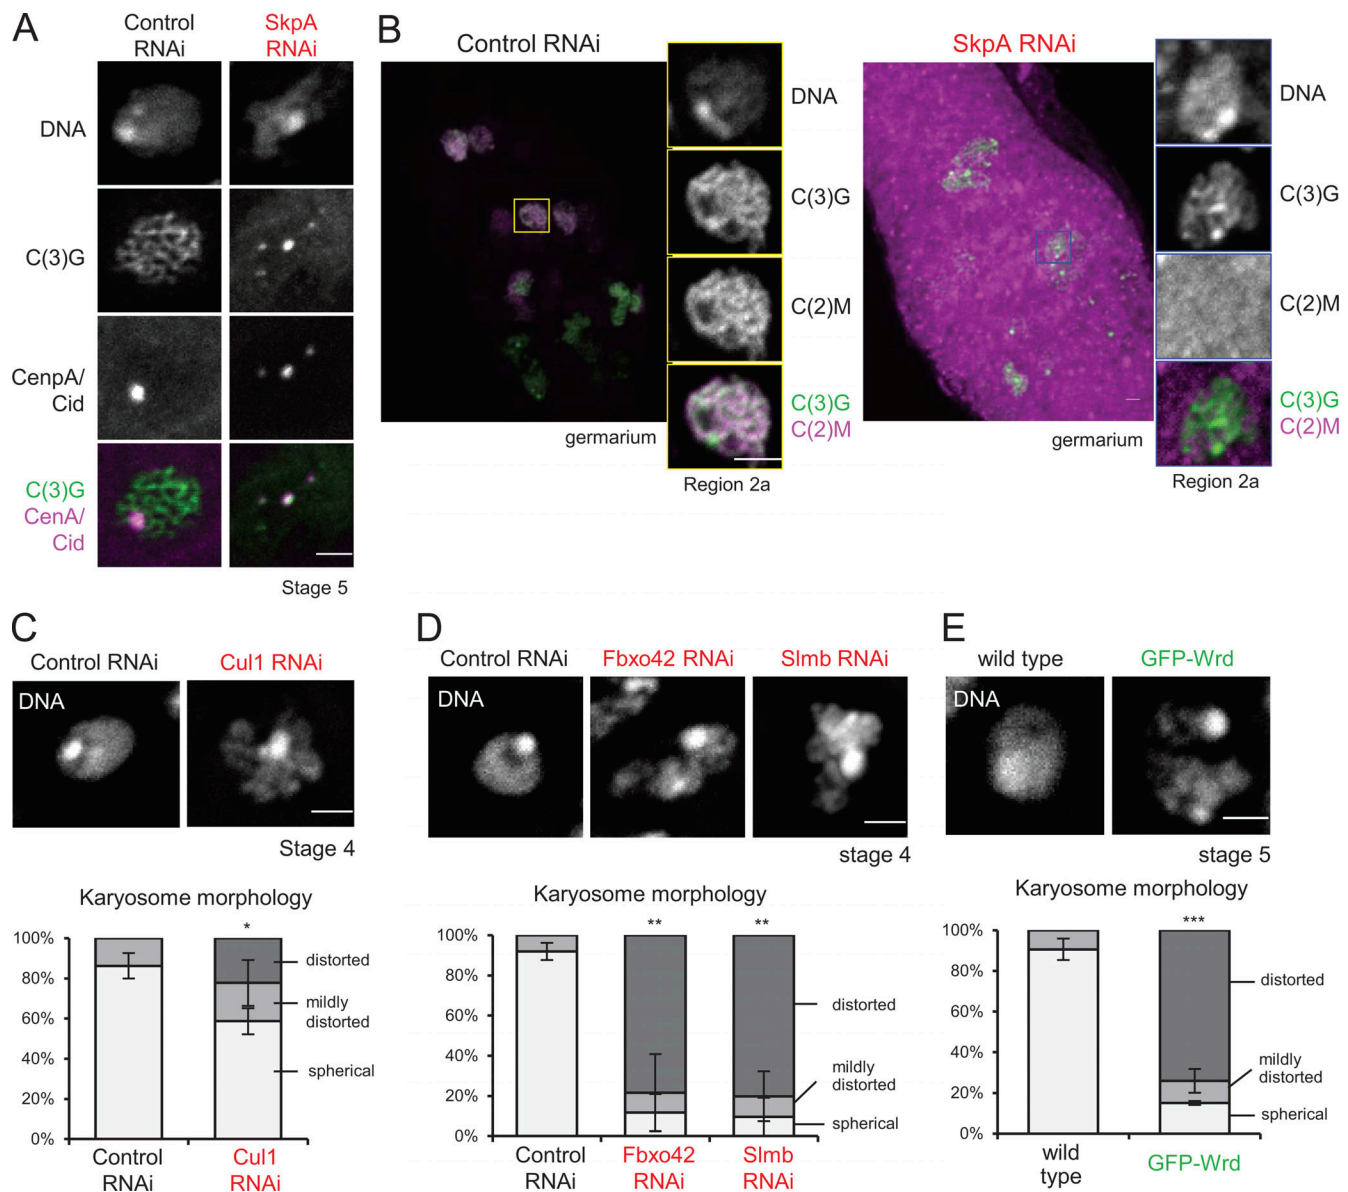 A
Control
RNAi
SkpA
RNAi
DNA
C(3)G
CenpA/
Cid
C(3)G
CenA/
Cid
Stage 5
B
Control RNAi
SkpA RNAi
DNA
C(3)G
C(2)M
C(3)G
C(2)M
germarium
Region 2a
DNA
C(3)G
C(2)M
C(3)G
C(2)M
germarium
Region 2a
C
Control RNAi
Cul1 RNAi
DNA
Stage 4
Karyosome morphology
100%
80%
60%
40%
20%
0%
*
distorted
mildly
distorted
spherical
Control
RNAi
Cul1
RNAi
D
Control RNAi
Fbxo42 RNAi
Slmb RNAi
DNA
stage 4
Karyosome morphology
100%
80%
60%
40%
20%
0%
**
**
distorted
mildly
distorted
spherical
Control
RNAi
Fbxo42
RNAi
Slmb
RNAi
E
wild type
GFP-Wrd
DNA
stage 5
Karyosome morphology
100%
80%
60%
40%
20%
0%
***
distorted
mildly
distorted
spherical
wild
type
GFP-Wrd